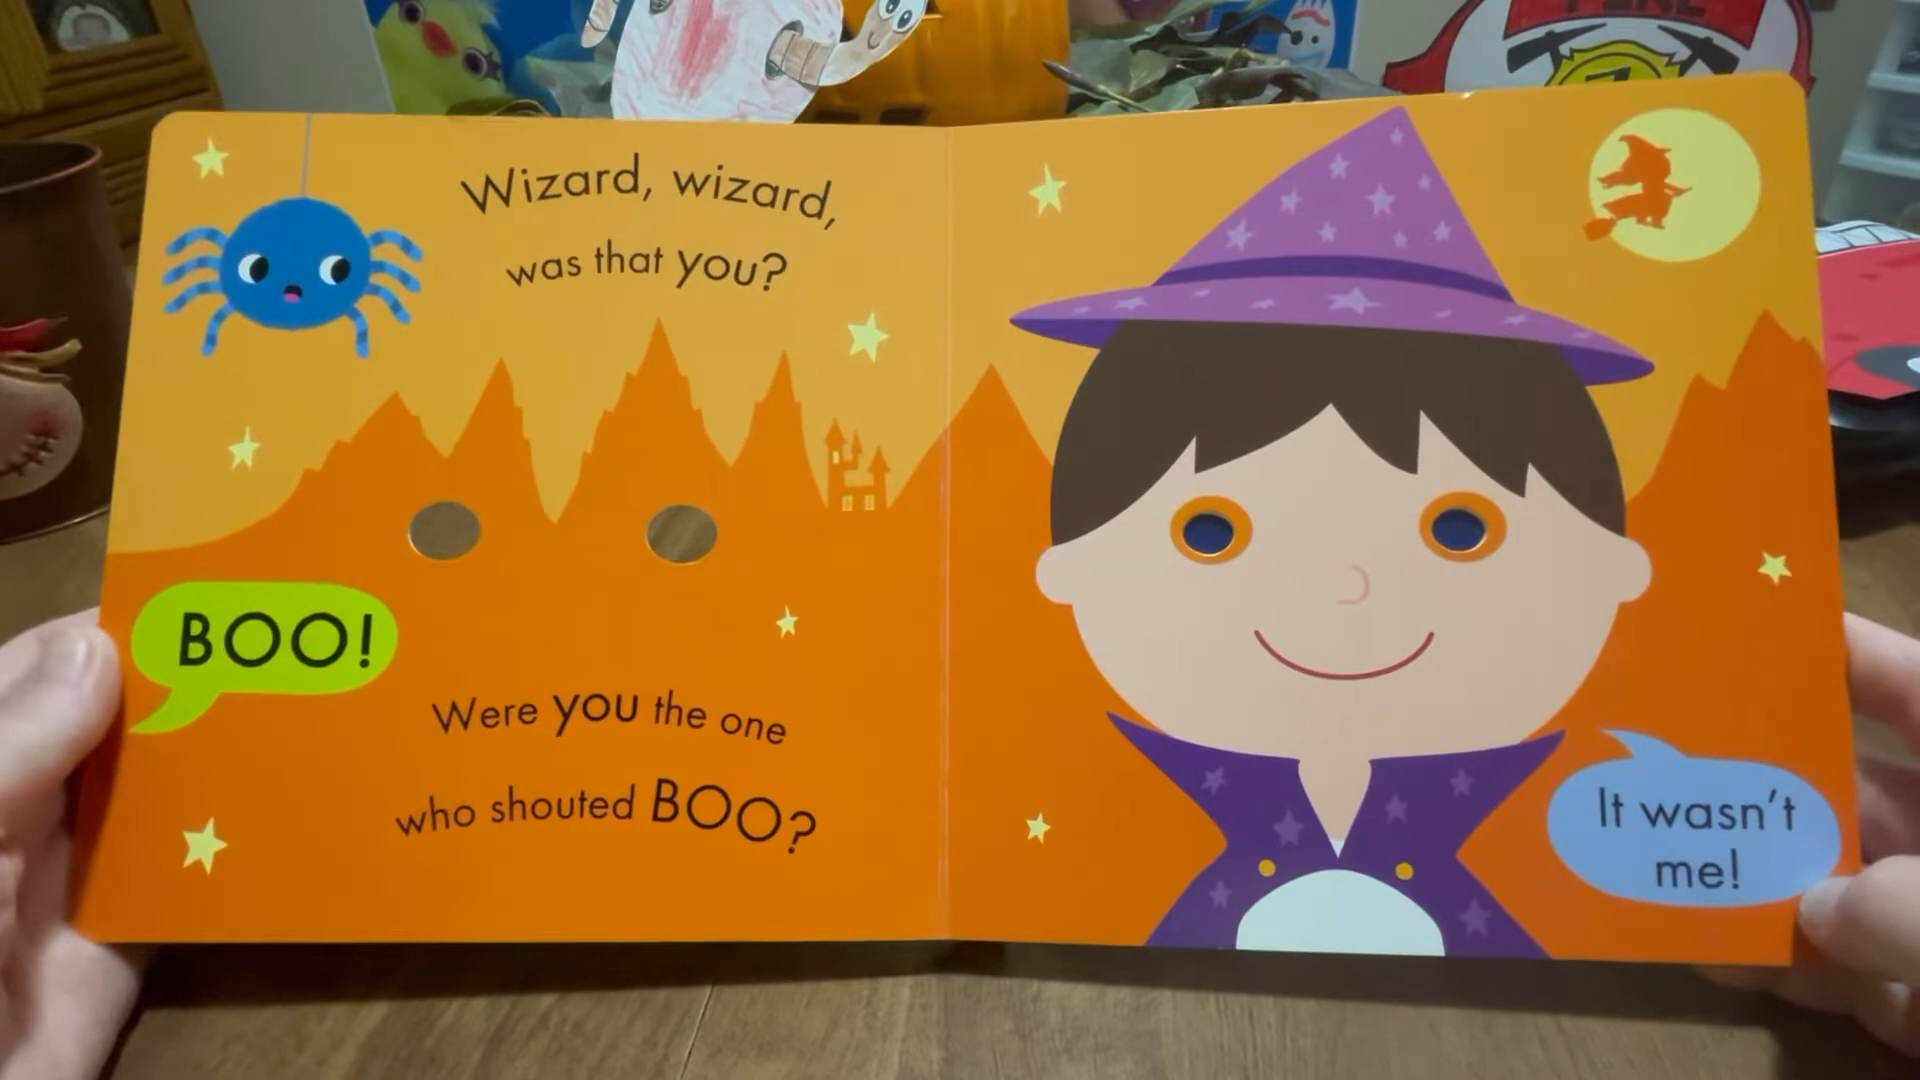 Wizard, wizard,
was that you?
BOO!
Were you the one
who shouted BOO?
It wasn't
me!